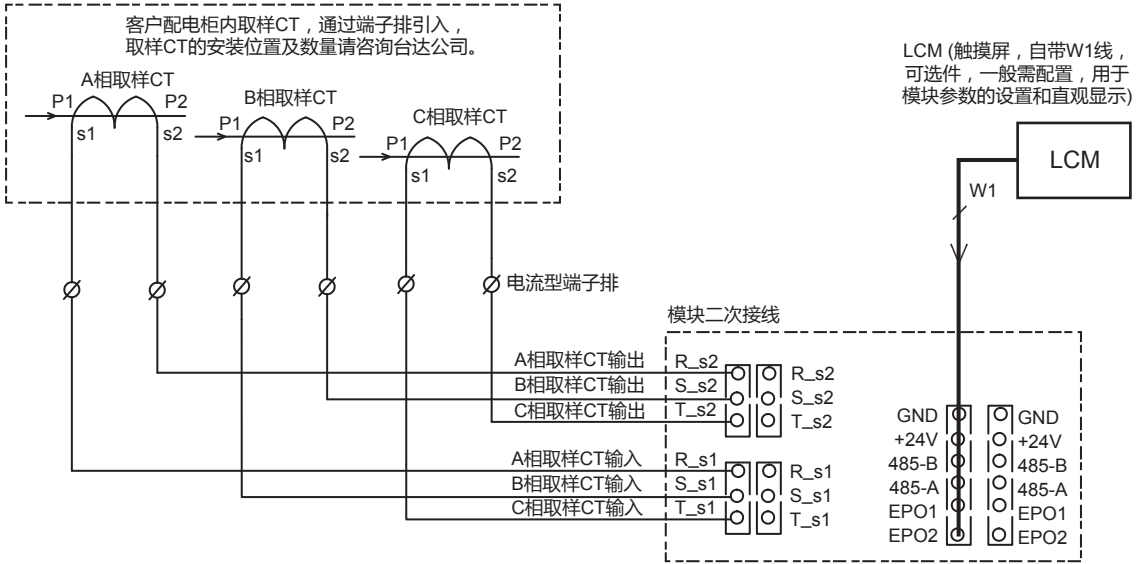 客户配电柜内取样CT，通过端子排引入，
取样CT的安装位置及数量请咨询台达公司。
A相取样CT
P1
P2
s1
s2
B相取样CT
P1
P2
s1
s2
C相取样CT
P1
P2
s1
s2
电流型端子排
LCM (触摸屏，自带W1线，
可选件，一般需配置，用于
模块参数的设置和直观显示)
LCM
W1
模块二次接线
A相取样CT输出 R_s2
B相取样CT输出 S_s2
C相取样CT输出 T_s2
R_s2
S_s2
T_s2
A相取样CT输入 R_s1
B相取样CT输入 S_s1
C相取样CT输入 T_s1
R_s1
S_s1
T_s1
GND
+24V
485-B
485-A
EPO1
EPO2
GND
+24V
485-B
485-A
EPO1
EPO2